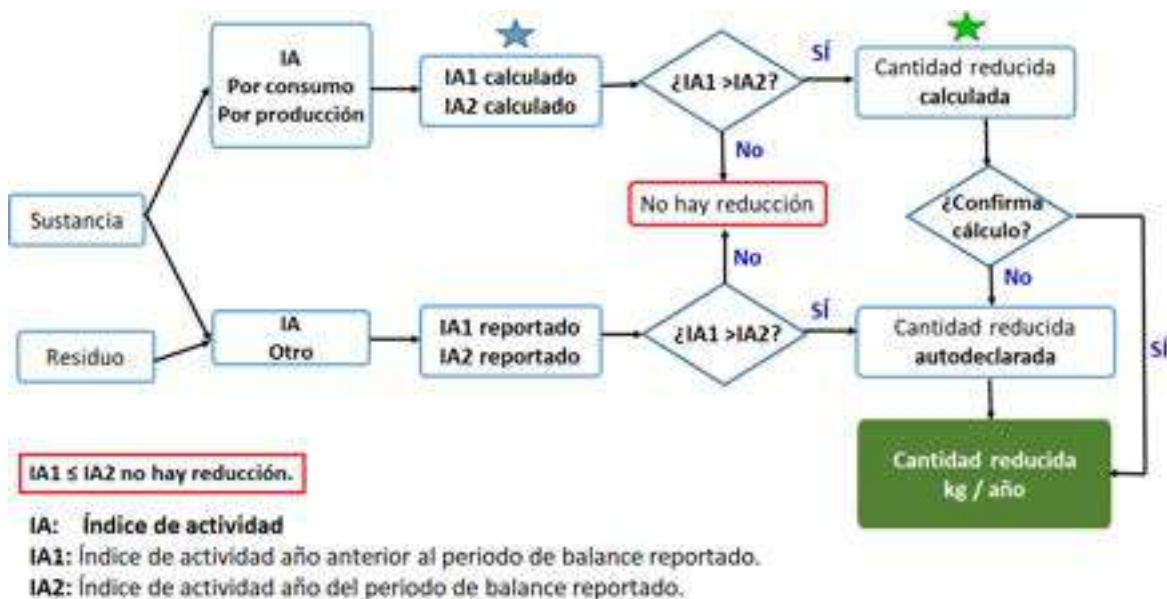 IA
Por consumo
Por producción
IA1 calculado
IA2 calculado
¿IA1 >IA2?
SÍ
Cantidad reducida
calculada
No
No hay reducción
Sustancia
¿Confirma
cálculo?
No
No
SÍ
Residuo
IA
Otro
IA1 reportado
IA2 reportado
¿IA1 >IA2?
SÍ
Cantidad reducida
autodeclarada
Cantidad reducida
kg / año
IA1 ≤ IA2 no hay reducción.
IA: Índice de actividad
IA1: Índice de actividad año anterior al periodo de balance reportado.
IA2: Índice de actividad año del periodo de balance reportado.